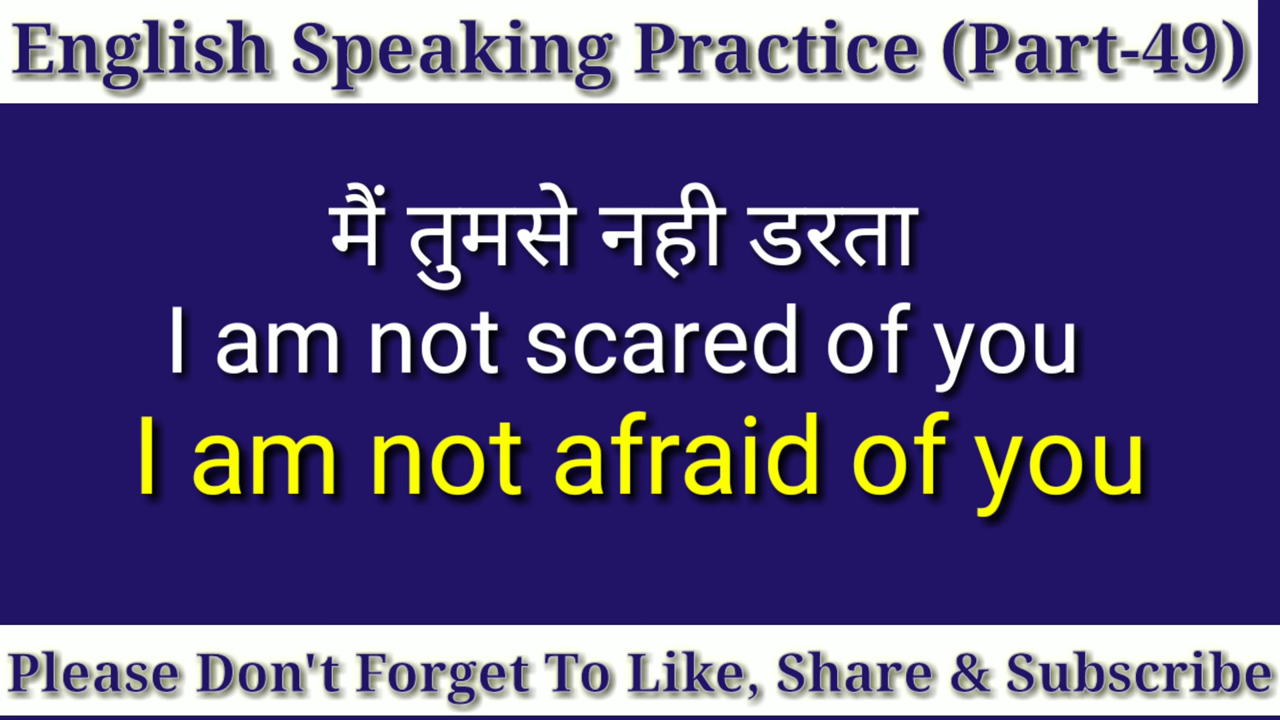 English Speaking Practice (Part-49)
मैं तुमसे नही डरता
I am not scared of you
I am not afraid of you
Please Don't Forget To Like, Share & Subscribe